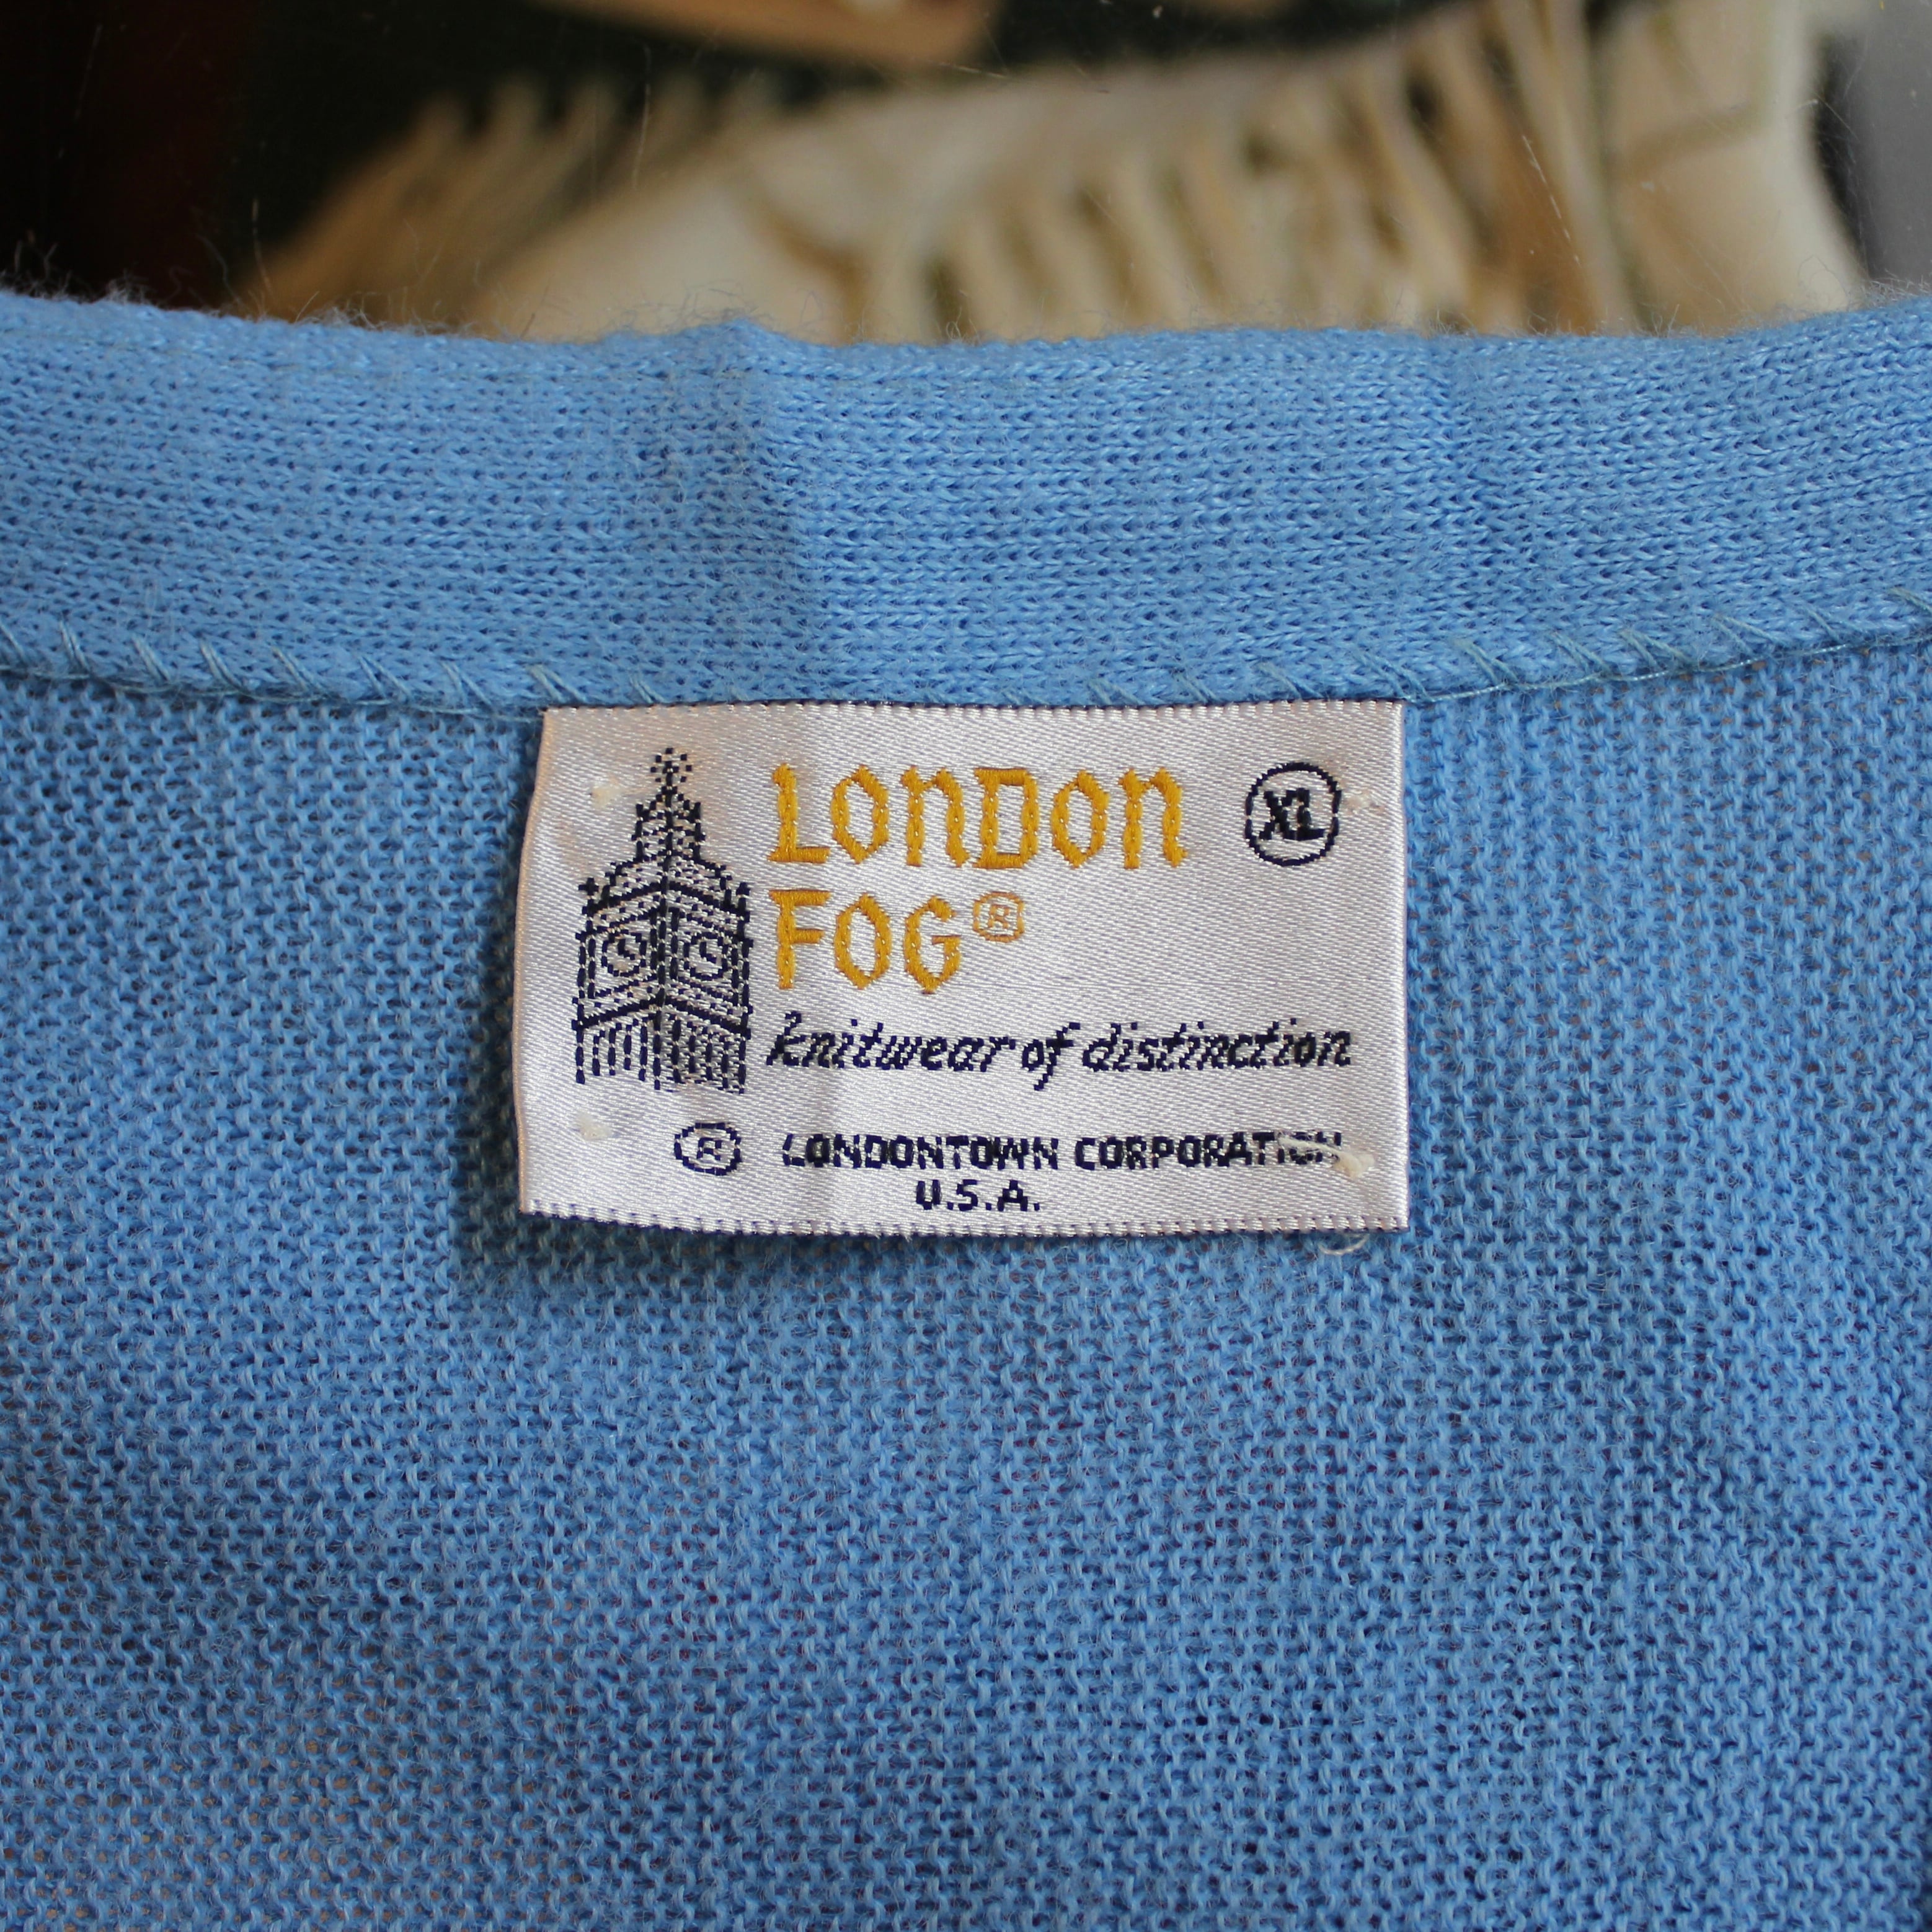 LONDON XL
FOG®
knitwear of distinction
® LONDONTOWN CORPORATION
U.S.A.